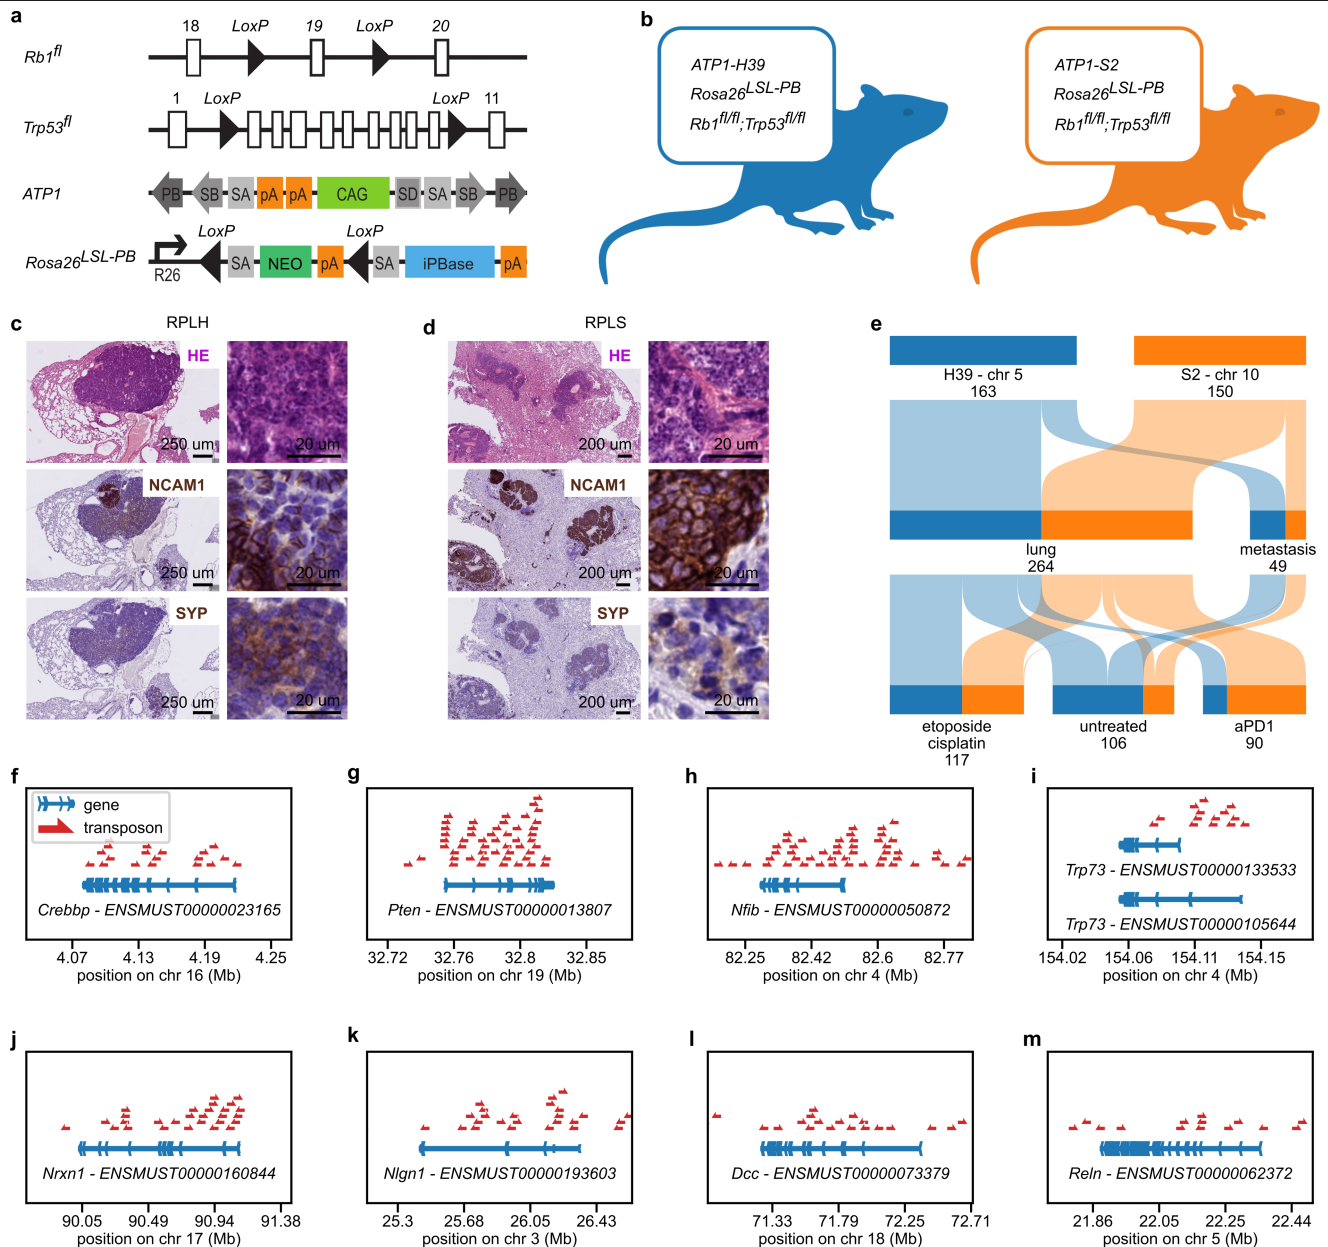 a
18
LoxP
19
LoxP
20
Rb1fl
1
LoxP
LoxP
11
Trp53fl
ATP1
PB
SB
SA
pA
pA
CAG
SD
SA
SB
PB
LoxP
LoxP
Rosa26LSL-PB
R26
SA
NEO
pA
SA
iPBase
pA
b
ATP1-H39
Rosa26LSL-PB
Rb1fl/fl;Trp53fl/fl
ATP1-S2
Rosa26LSL-PB
Rb1fl/fl;Trp53fl/fl
c
RPLH
HE
250 um
20 um
NCAM1
250 um
20 um
SYP
250 um
20 um
d
RPLS
HE
200 um
20 um
NCAM1
200 um
20 um
SYP
200 um
20 um
e
H39 - chr 5
163
S2 - chr 10
150
lung
264
metastasis
49
etoposide
cisplatin
117
untreated
106
aPD1
90
f
gene
transposon
Crebbp - ENSMUST00000023165
4.07 4.13 4.19 4.25
position on chr 16 (Mb)
g
Pten - ENSMUST00000013807
32.72 32.76 32.8 32.85
position on chr 19 (Mb)
h
Nfib - ENSMUST00000050872
82.25 82.42 82.6 82.77
position on chr 4 (Mb)
i
Trp73 - ENSMUST00000133533
Trp73 - ENSMUST00000105644
154.02 154.06 154.11 154.15
position on chr 4 (Mb)
j
Nrxn1 - ENSMUST00000160844
90.05 90.49 90.94 91.38
position on chr 17 (Mb)
k
Nlgn1 - ENSMUST00000193603
25.3 25.68 26.05 26.43
position on chr 3 (Mb)
l
Dcc - ENSMUST00000073379
71.33 71.79 72.25 72.71
position on chr 18 (Mb)
m
Reln - ENSMUST00000062372
21.86 22.05 22.25 22.44
position on chr 5 (Mb)